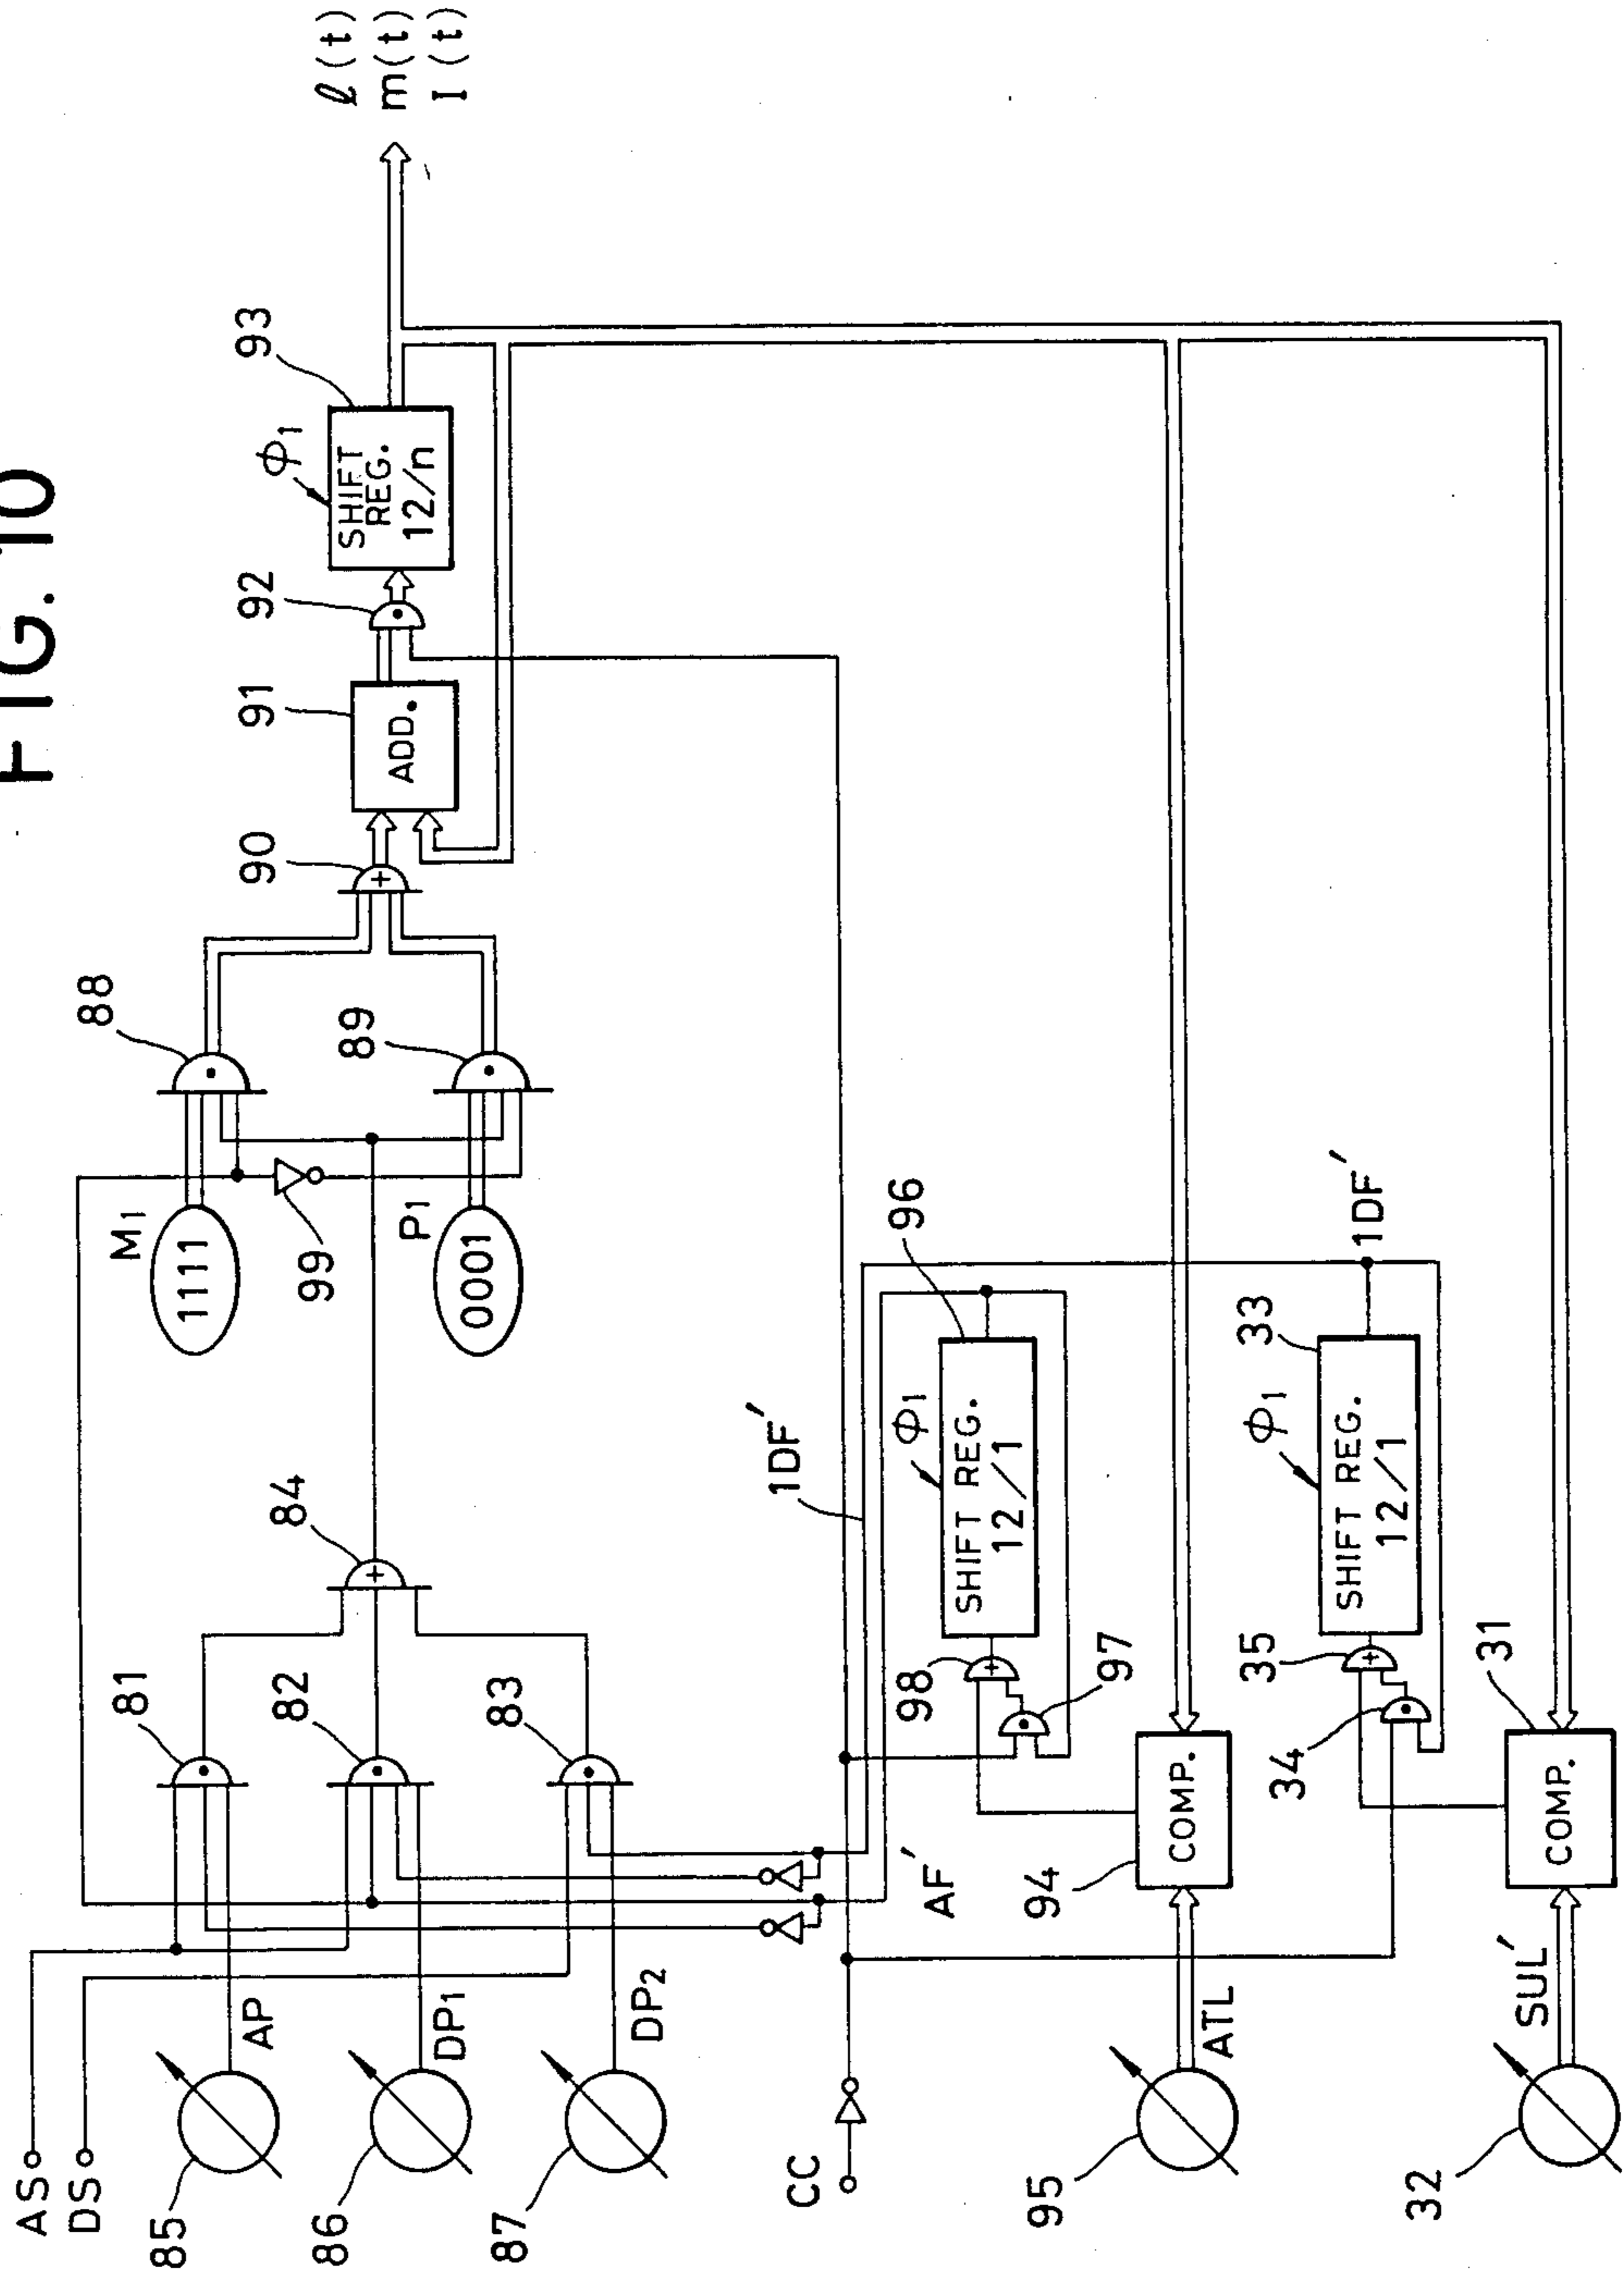 FIG. 10
ℓ(t)
m(t)
I(t)
93
ϕ1
SHIFT
REG.
12/n
92
91
ADD.
90
88
89
M1
1111
99
P1
0001
84
81
82
83
AS
DS
85
AP
86
DP1
87
DP2
CC
1DF′
AF′
96
ϕ1
SHIFT REG.
12/1
98
97
94
COMP.
95
ATL
1DF′
33
ϕ1
SHIFT REG.
12/1
35
34
31
COMP.
32
SUL′